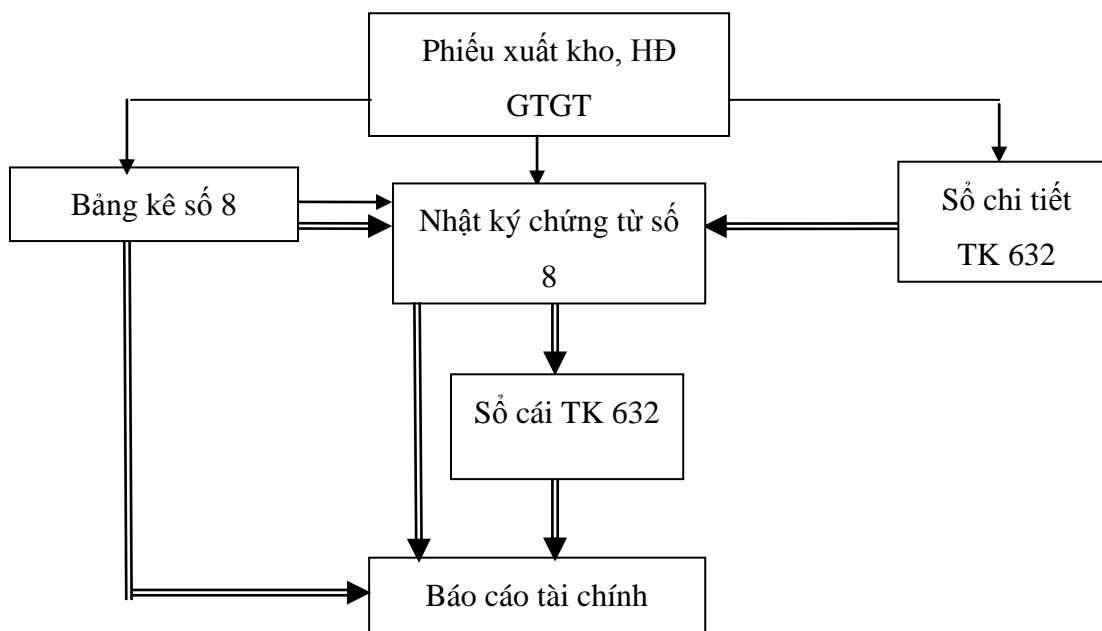 Phiếu xuất kho, HĐ
GTGT
Bảng kê số 8
Nhật ký chứng từ số
8
Sổ chi tiết
TK 632
Sổ cái TK 632
Báo cáo tài chính